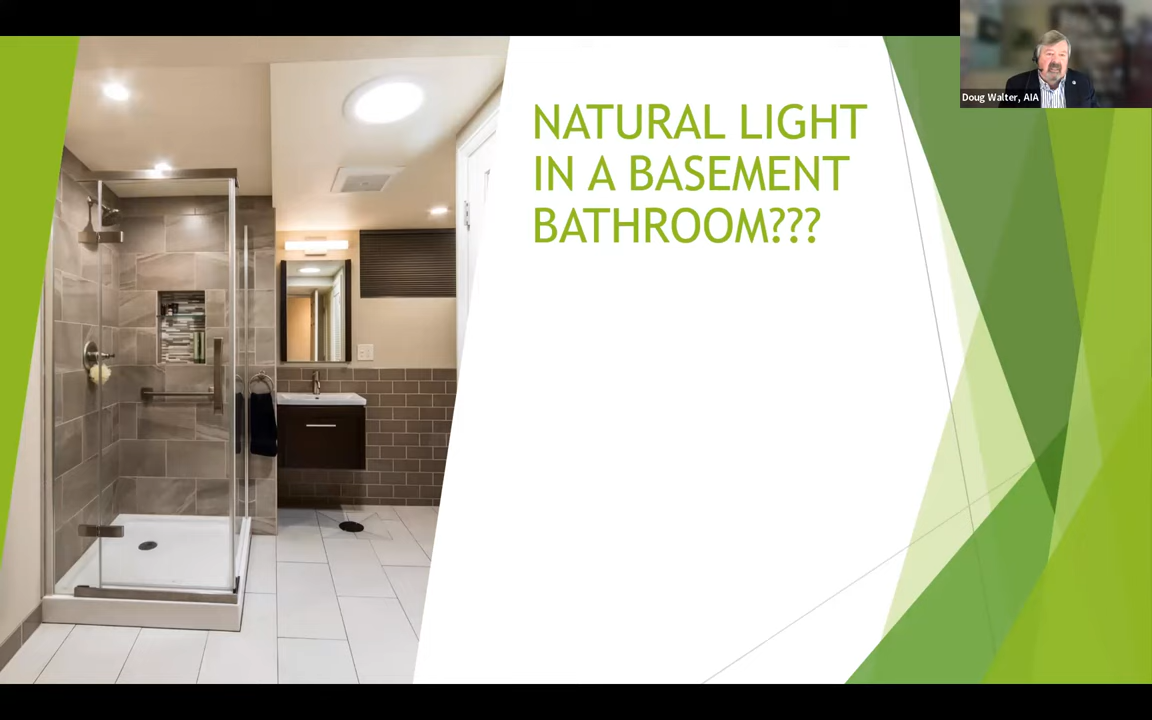 NATURAL LIGHT
IN A BASEMENT
BATHROOM???
Doug Walter, AIA